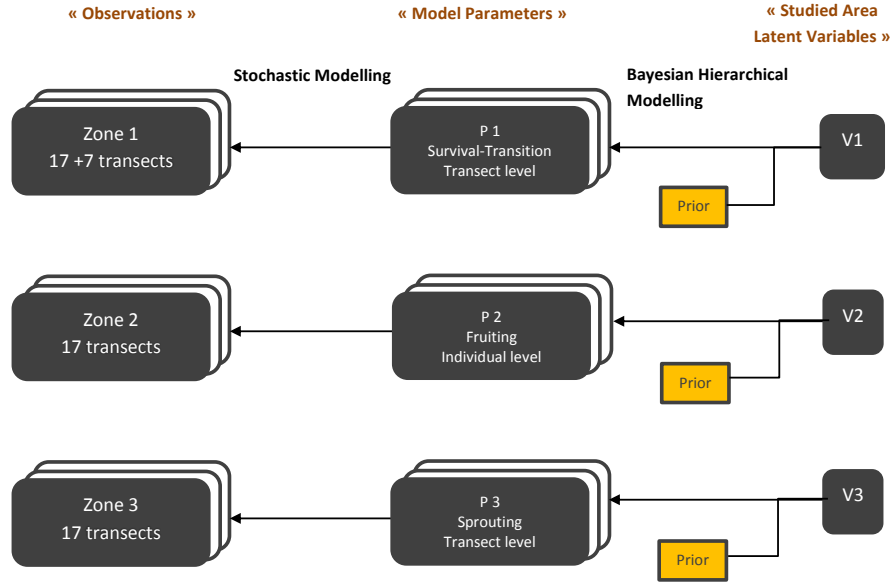 « Observations »
« Model Parameters »
« Studied Area
Latent Variables »
Stochastic Modelling
Bayesian Hierarchical
Modelling
Zone 1
17 +7 transects
P 1
Survival-Transition
Transect level
V1
Prior
Zone 2
17 transects
P 2
Fruiting
Individual level
V2
Prior
Zone 3
17 transects
P 3
Sprouting
Transect level
V3
Prior